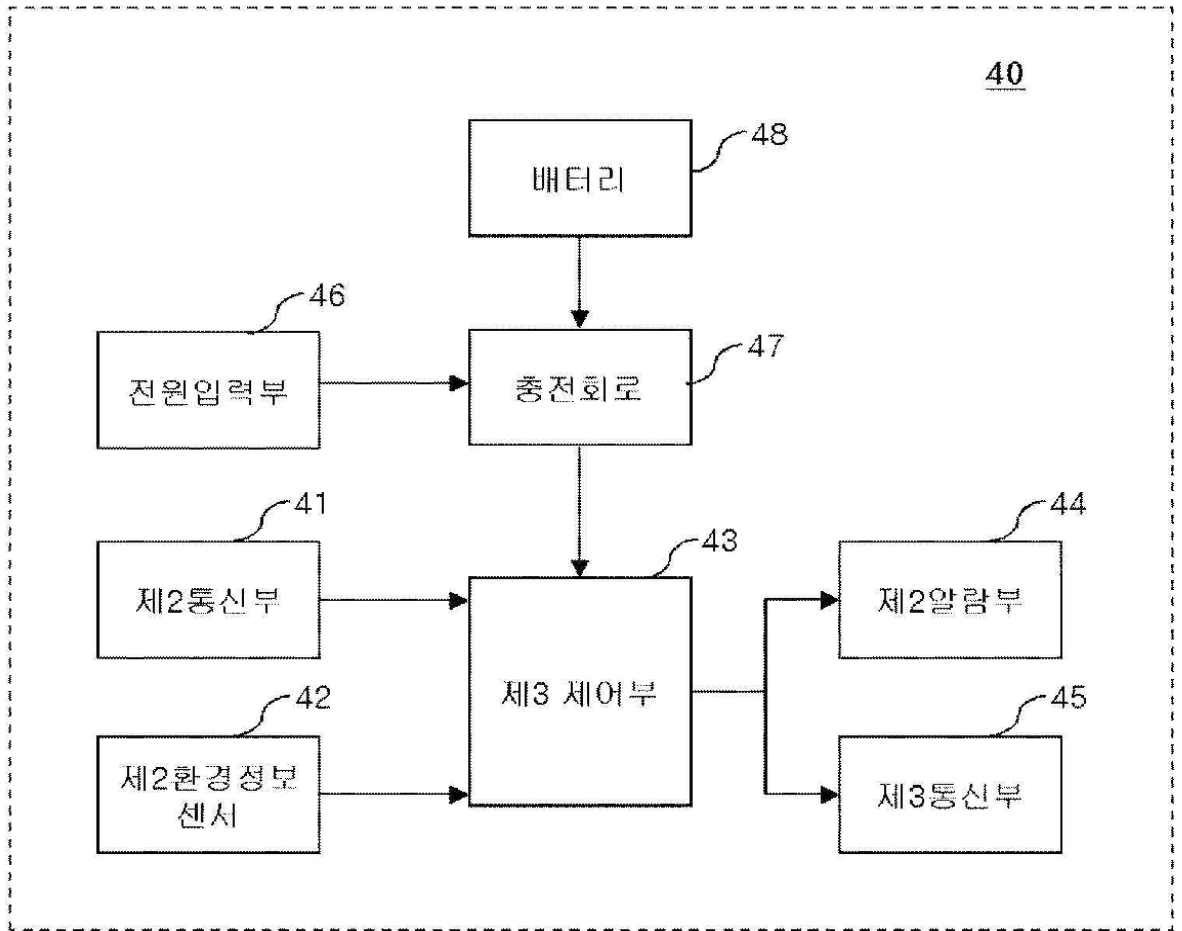 40
48
배터리
46
전원입력부
47
충전회로
41
제2통신부
43
제3 제어부
44
제2알람부
42
제2환경정보
센서
45
제3통신부